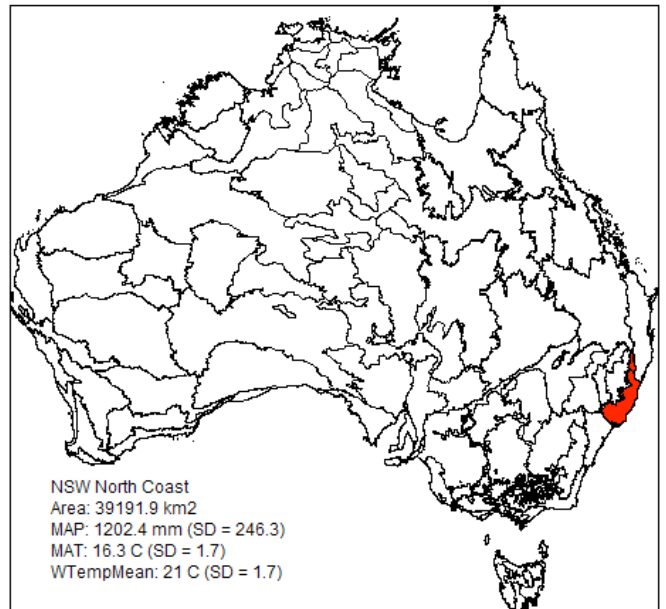 NSW North Coast
Area: 39191.9 km2
MAP: 1202.4 mm (SD = 246.3)
MAT: 16.3 C (SD = 1.7)
WTempMean: 21 C (SD = 1.7)